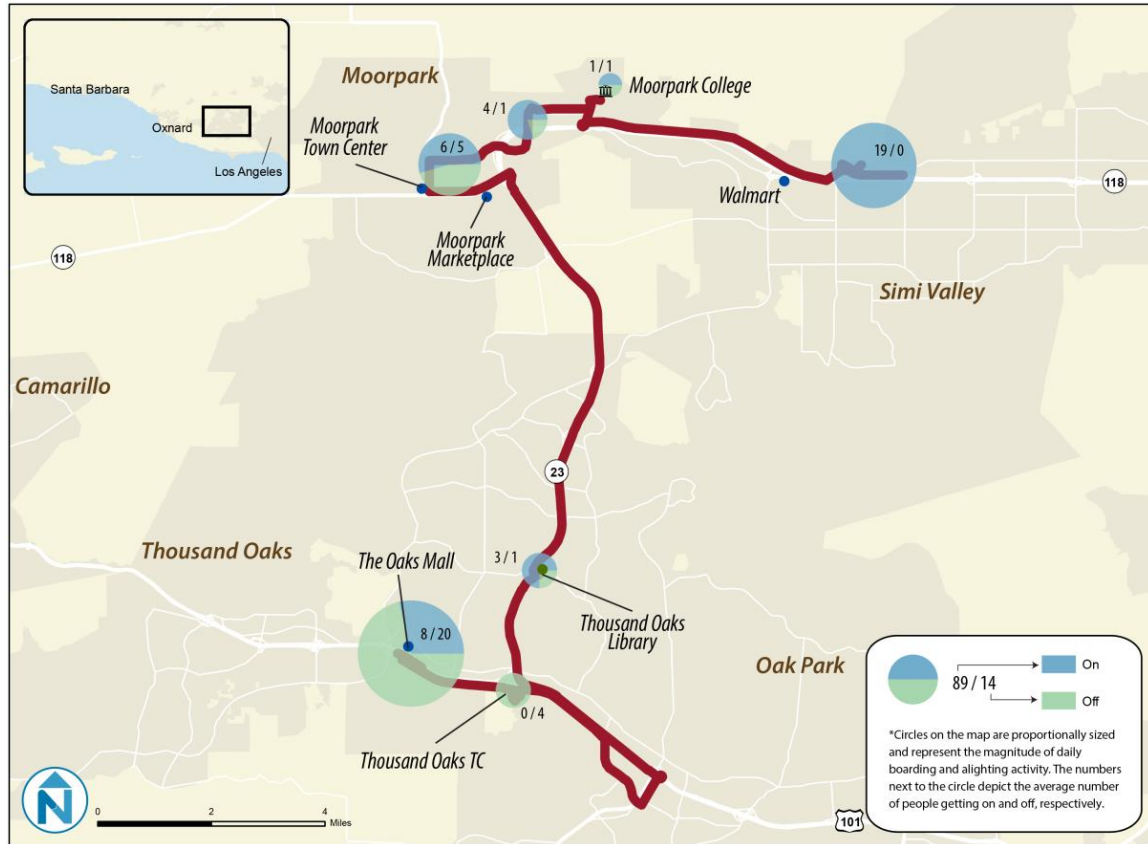 Santa Barbara
Oxnard
Los Angeles
Moorpark
1 / 1
Moorpark College
4 / 1
Moorpark
Town Center
6 / 5
19 / 0
Walmart
118
Moorpark
Marketplace
118
Simi Valley
Camarillo
23
Thousand Oaks
The Oaks Mall
3 / 1
Thousand Oaks
Library
8 / 20
Oak Park
0 / 4
Thousand Oaks TC
89 / 14
On
Off
*Circles on the map are proportionally sized
and represent the magnitude of daily
boarding and alighting activity. The numbers
next to the circle depict the average number
of people getting on and off, respectively.
N
0
2
4
Miles
101